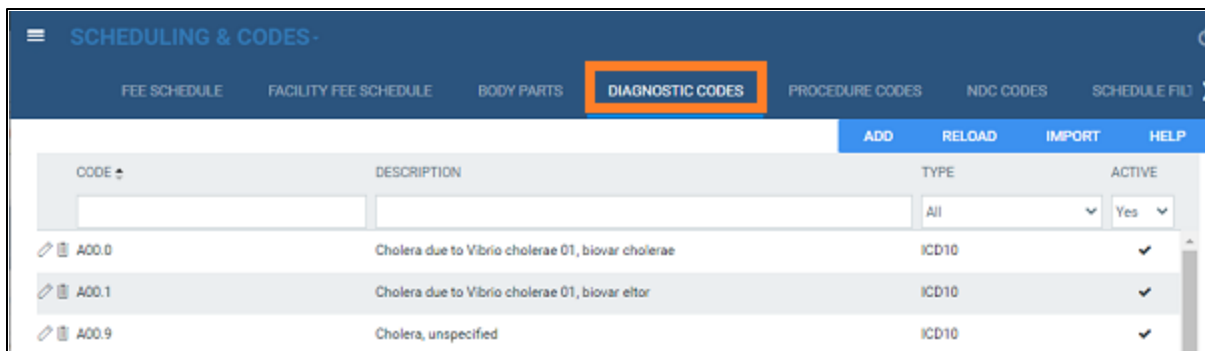 SCHEDULING & CODES-
FEE SCHEDULE FACILITY FEE SCHEDULE BODY PARTS DIAGNOSTIC CODES PROCEDURE CODES NDC CODES SCHEDULE FILT
ADD RELOAD IMPORT HELP
CODE DESCRIPTION TYPE ACTIVE
All Yes
A00.0 Cholera due to Vibrio cholerae 01, biovar cholerae ICD10
A00.1 Cholera due to Vibrio cholerae 01, biovar eltor ICD10
A00.9 Cholera, unspecified ICD10